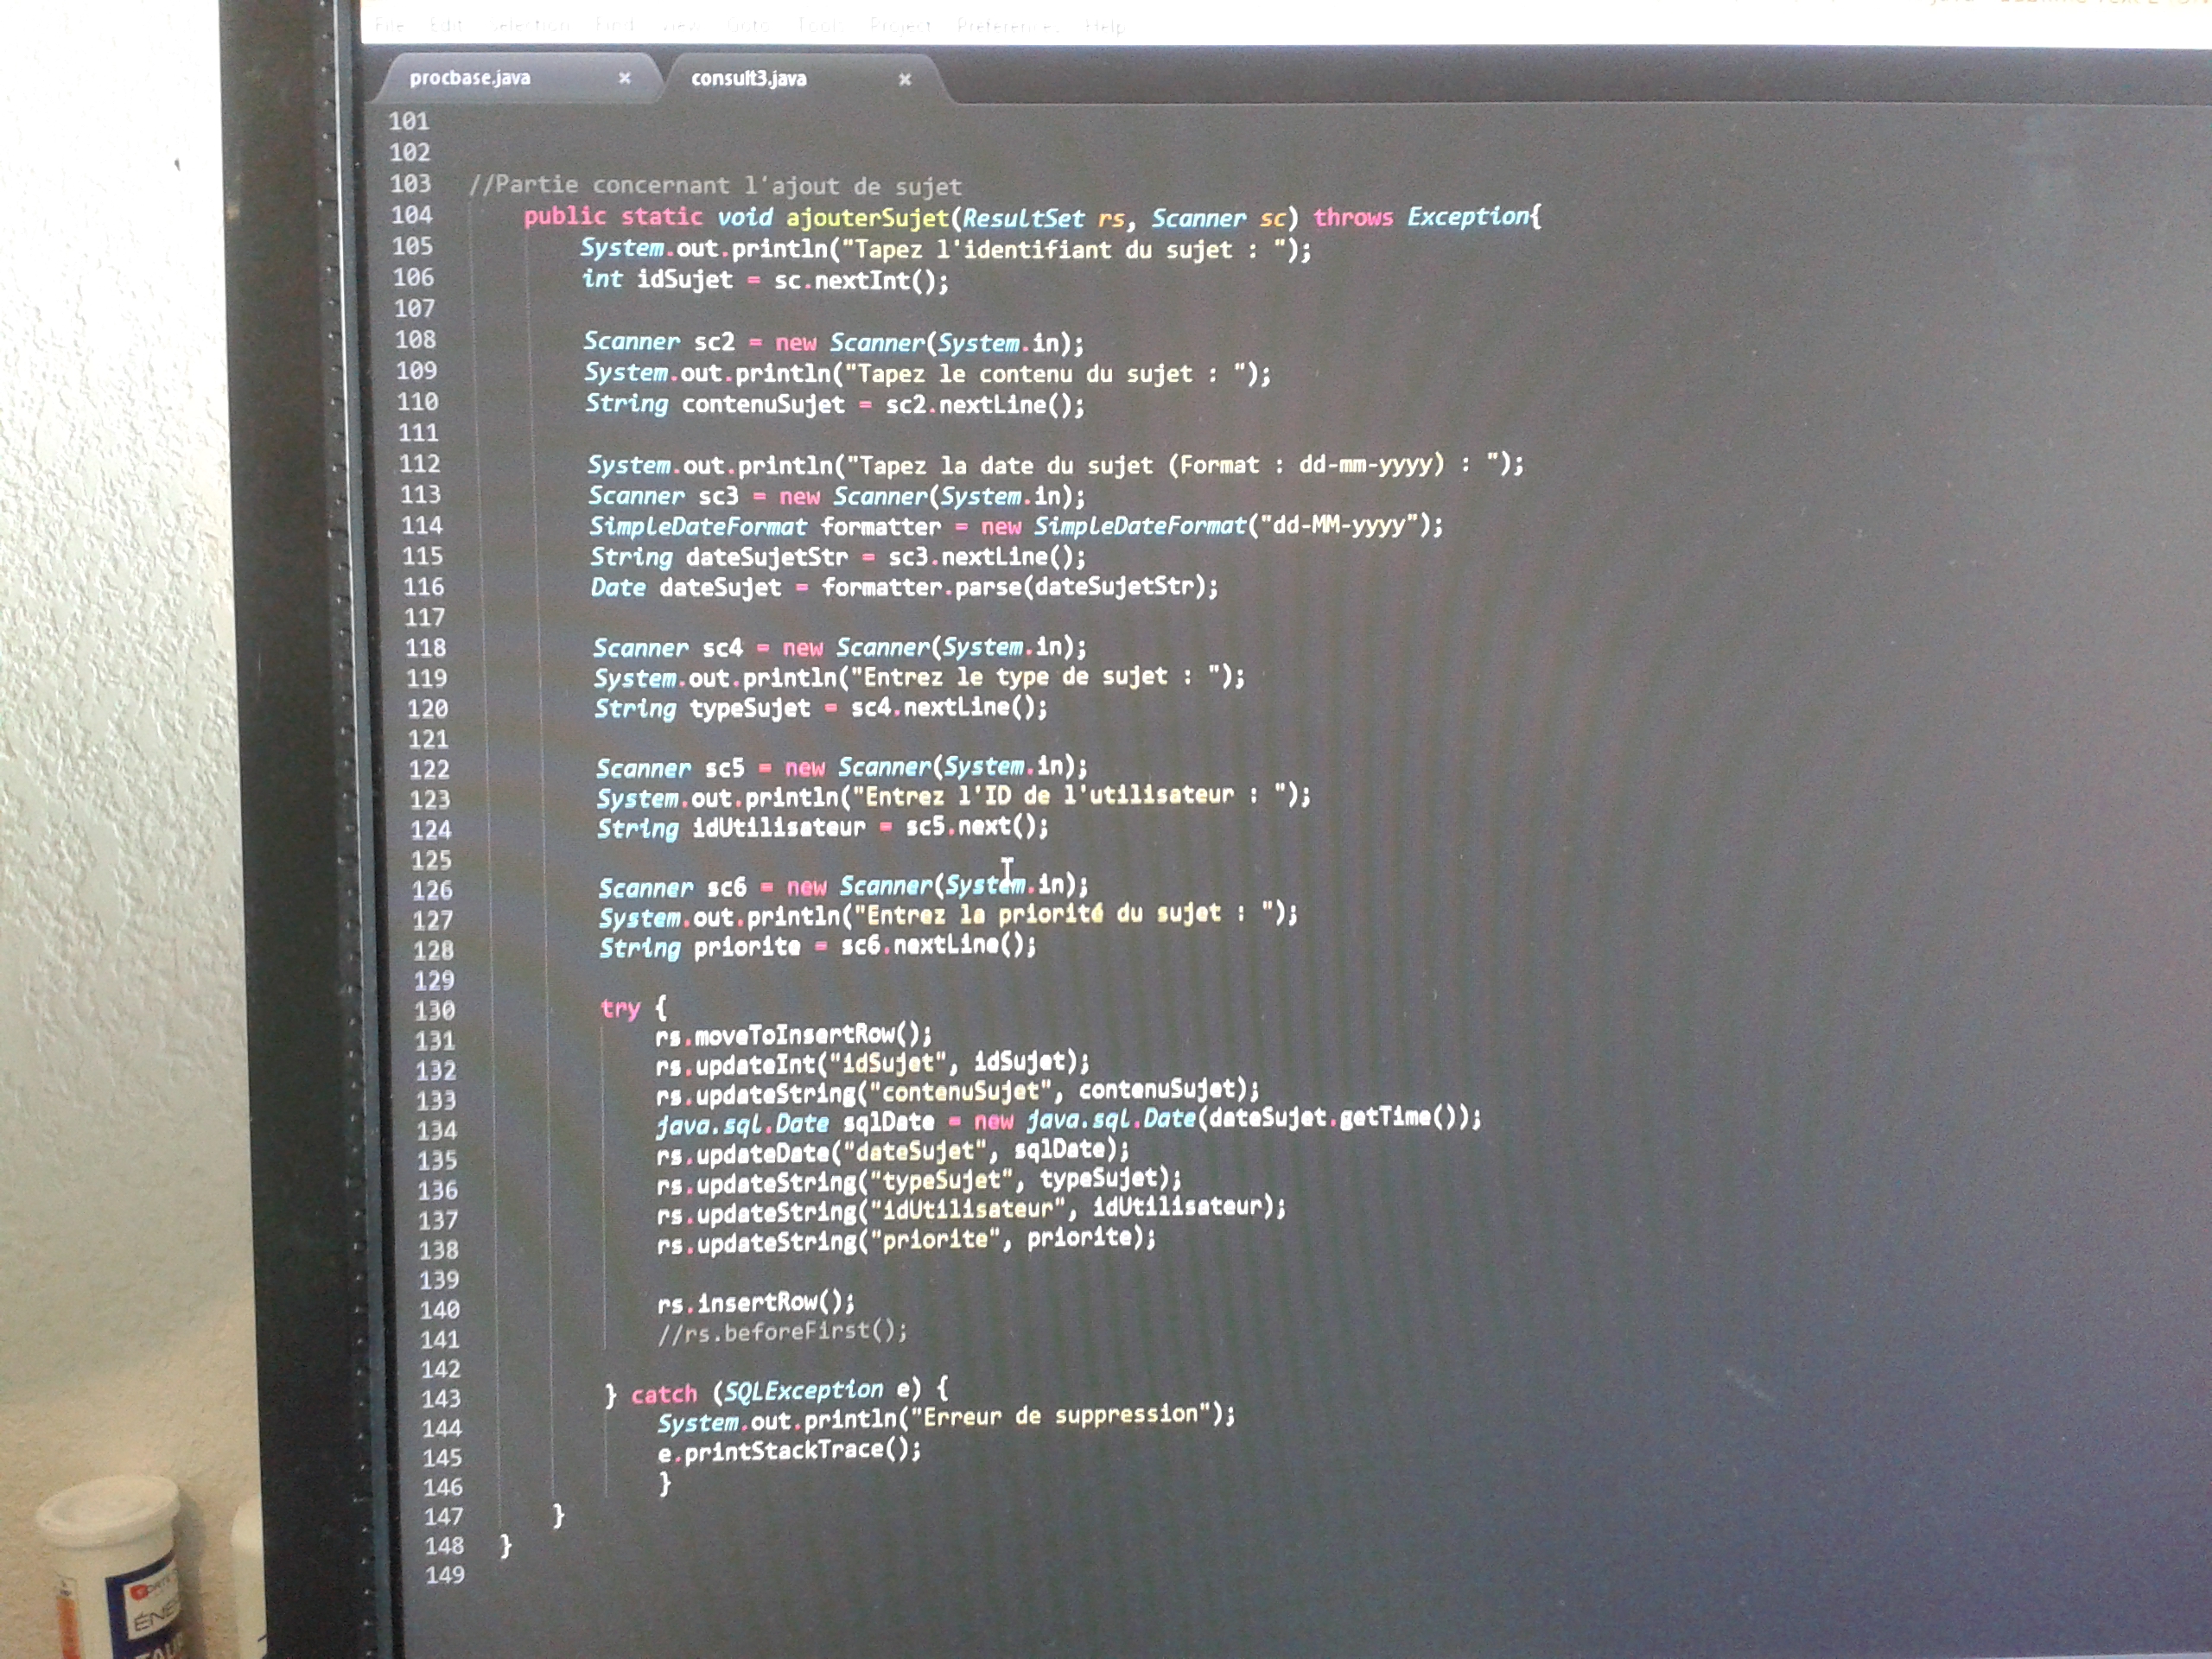 File Edit Selection Find View Goto Tools Project Preferences Help
procbase.java × consult3.java ×
101
102
103 //Partie concernant l'ajout de sujet
104 public static void ajouterSujet(ResultSet rs, Scanner sc) throws Exception{
105 System.out.println("Tapez l'identifiant du sujet : ");
106 int idSujet = sc.nextInt();
107
108 Scanner sc2 = new Scanner(System.in);
109 System.out.println("Tapez le contenu du sujet : ");
110 String contenuSujet = sc2.nextLine();
111
112 System.out.println("Tapez la date du sujet (Format : dd-mm-yyyy) : ");
113 Scanner sc3 = new Scanner(System.in);
114 SimpleDateFormat formatter = new SimpleDateFormat("dd-MM-yyyy");
115 String dateSujetStr = sc3.nextLine();
116 Date dateSujet = formatter.parse(dateSujetStr);
117
118 Scanner sc4 = new Scanner(System.in);
119 System.out.println("Entrez le type de sujet : ");
120 String typeSujet = sc4.nextLine();
121
122 Scanner sc5 = new Scanner(System.in);
123 System.out.println("Entrez l'ID de l'utilisateur : ");
124 String idUtilisateur = sc5.next();
125
126 Scanner sc6 = new Scanner(System.in);
127 System.out.println("Entrez la priorité du sujet : ");
128 String priorite = sc6.nextLine();
129
130 try {
131 rs.moveToInsertRow();
132 rs.updateInt("idSujet", idSujet);
133 rs.updateString("contenuSujet", contenuSujet);
134 java.sql.Date sqlDate = new java.sql.Date(dateSujet.getTime());
135 rs.updateDate("dateSujet", sqlDate);
136 rs.updateString("typeSujet", typeSujet);
137 rs.updateString("idUtilisateur", idUtilisateur);
138 rs.updateString("priorite", priorite);
139
140 rs.insertRow();
141 //rs.beforeFirst();
142
143 } catch (SQLException e) {
144 System.out.println("Erreur de suppression");
145 e.printStackTrace();
146 }
147 }
148 }
149